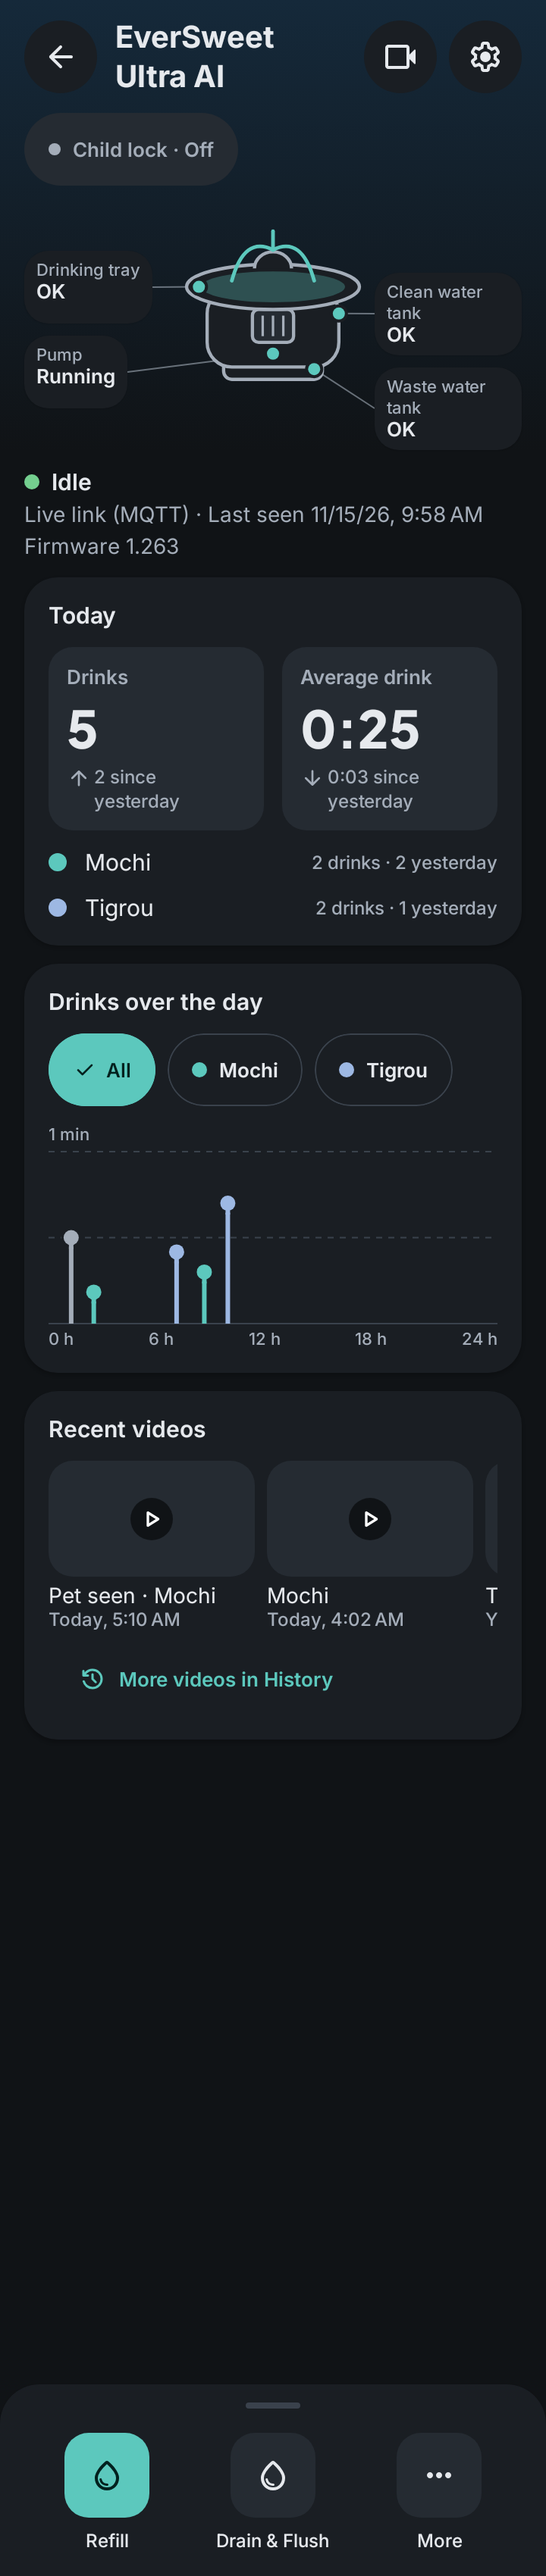 EverSweet
Ultra AI
Child lock · Off
Drinking tray
OK
Clean water
tank
OK
Pump
Running
Waste water
tank
OK
Idle
Live link (MQTT) · Last seen 11/15/26, 9:58 AM
Firmware 1.263
Today
Drinks
5
↑ 2 since
yesterday
Average drink
0:25
↓ 0:03 since
yesterday
Mochi
2 drinks · 2 yesterday
Tigrou
2 drinks · 1 yesterday
Drinks over the day
All
Mochi
Tigrou
1 min
0 h
6 h
12 h
18 h
24 h
Recent videos
Pet seen · Mochi
Today, 5:10 AM
Mochi
Today, 4:02 AM
T
Y
More videos in History
Refill
Drain & Flush
More